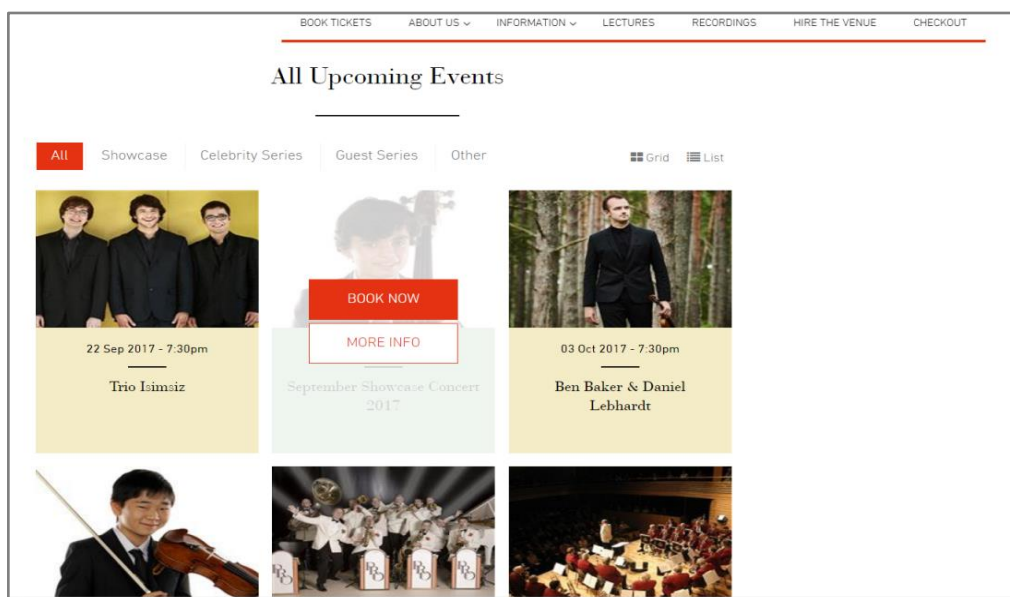 BOOK TICKETS ABOUT US INFORMATION LECTURES RECORDINGS HIRE THE VENUE CHECKOUT
All Upcoming Events
All Showcase Celebrity Series Guest Series Other Grid List
BOOK NOW
MORE INFO
22 Sep 2017 - 7:30pm
Trio Isimsiz
September Showcase Concert
2017
03 Oct 2017 - 7:30pm
Ben Baker & Daniel
Lebhardt